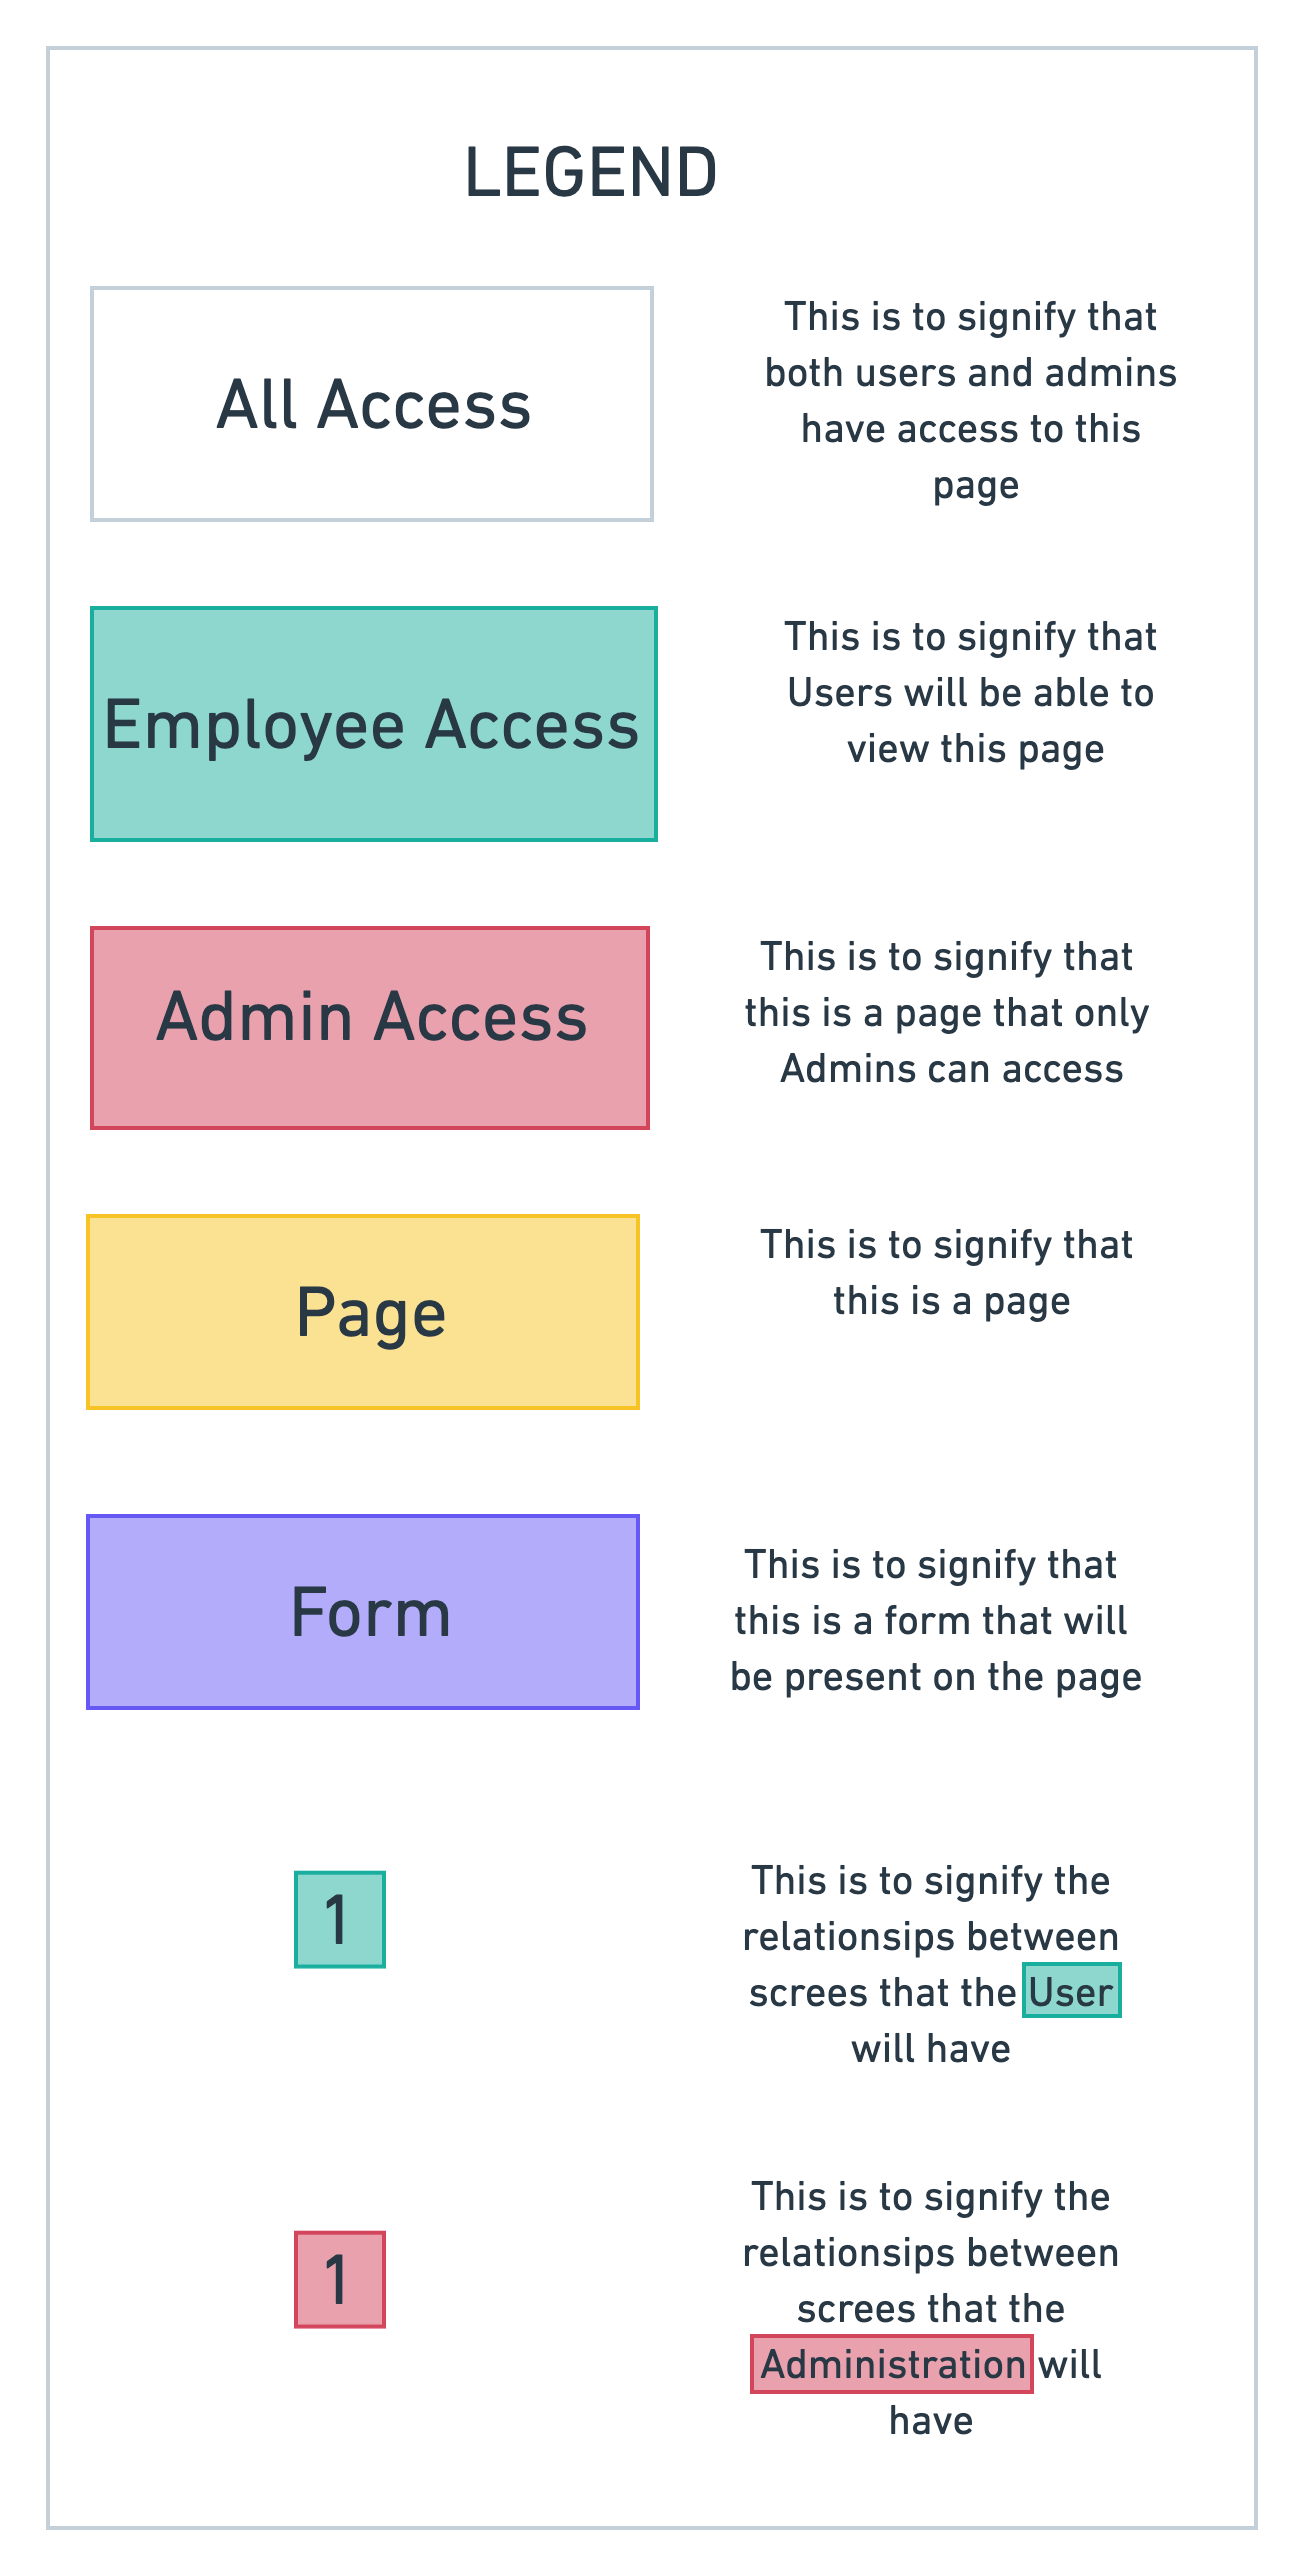 LEGEND
All Access
This is to signify that
both users and admins
have access to this
page
Employee Access
This is to signify that
Users will be able to
view this page
Admin Access
This is to signify that
this is a page that only
Admins can access
Page
This is to signify that
this is a page
Form
This is to signify that
this is a form that will
be present on the page
1
This is to signify the
relationsips between
screes that the User
will have
1
This is to signify the
relationsips between
screes that the
Administration will
have